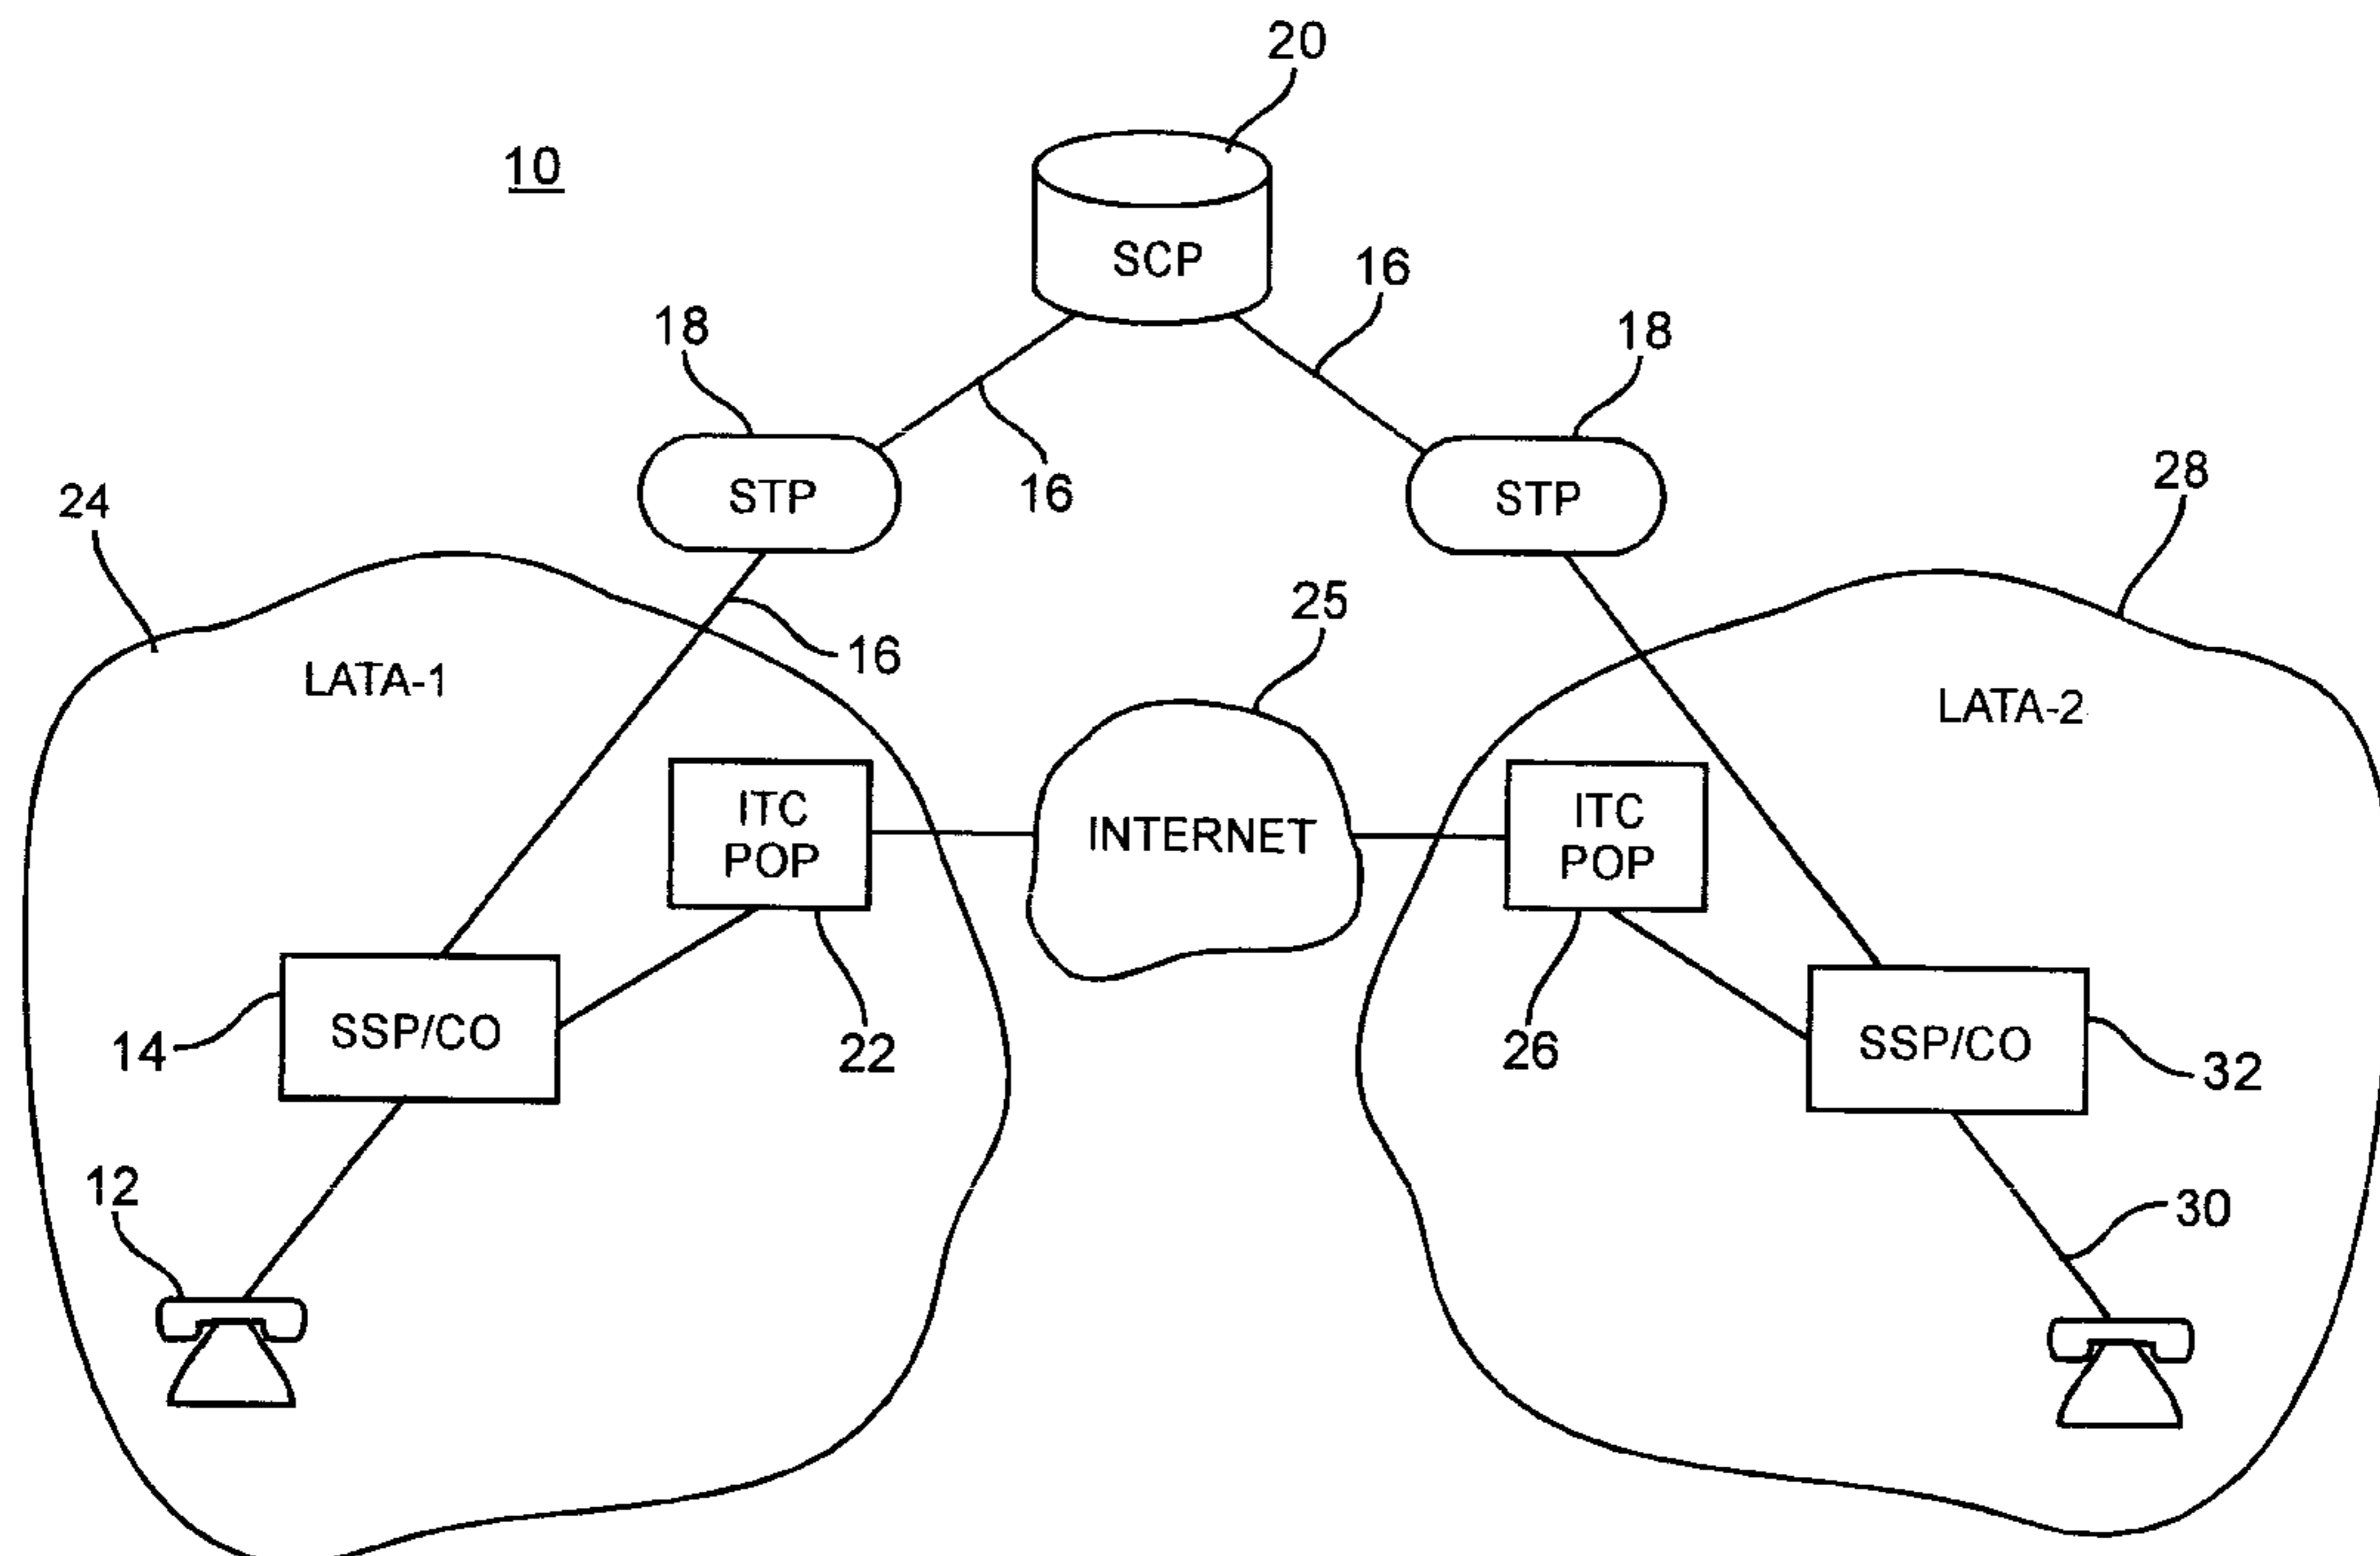 20
10
SCP
16
18
18
STP
16
STP
28
24
25
16
LATA-1
LATA-2
ITC
POP
INTERNET
ITC
POP
14
SSP/CO
22
26
SSP/CO
32
12
30